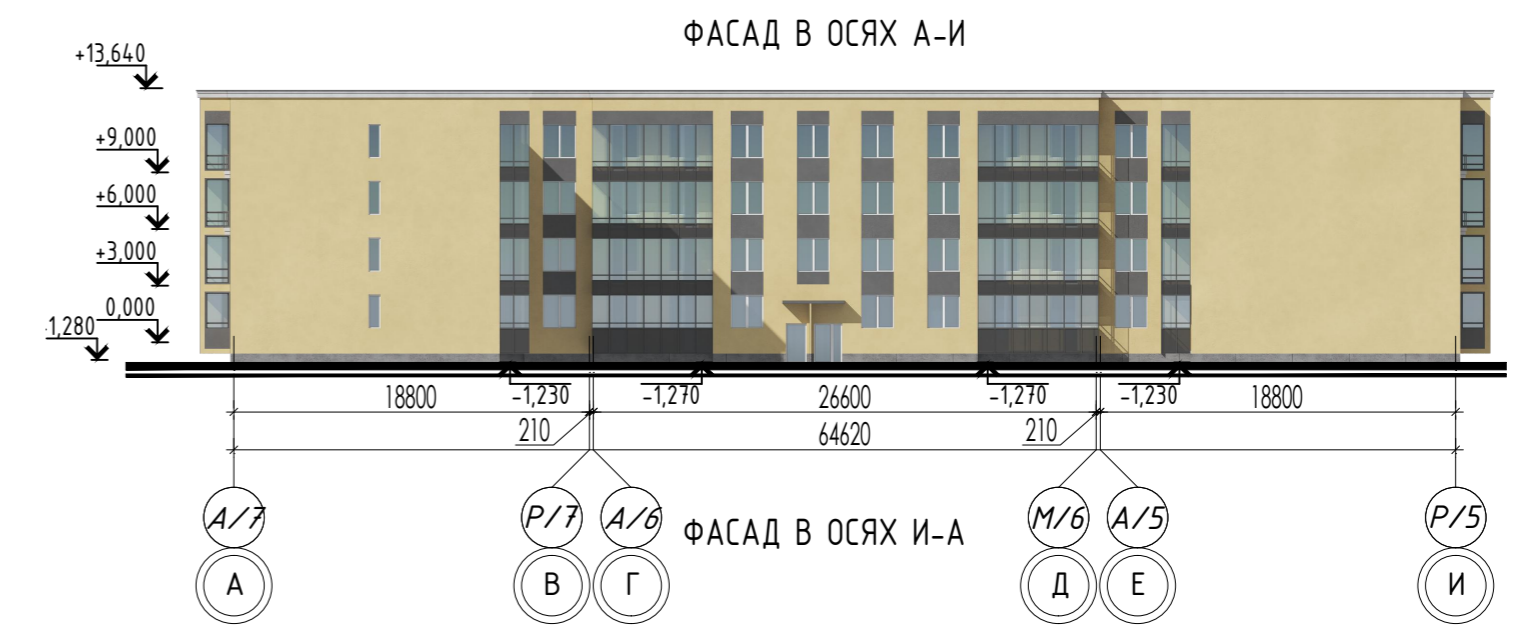 ФАСАД В ОСЯХ А-И
+13,640
+9,000
+6,000
+3,000
0,000
-1,280
-1,230
-1,270
-1,270
-1,230
18800
26600
18800
210
64620
210
А/7
Р/7
А/6
М/6
А/5
Р/5
ФАСАД В ОСЯХ И-А
А
В
Г
Д
Е
И